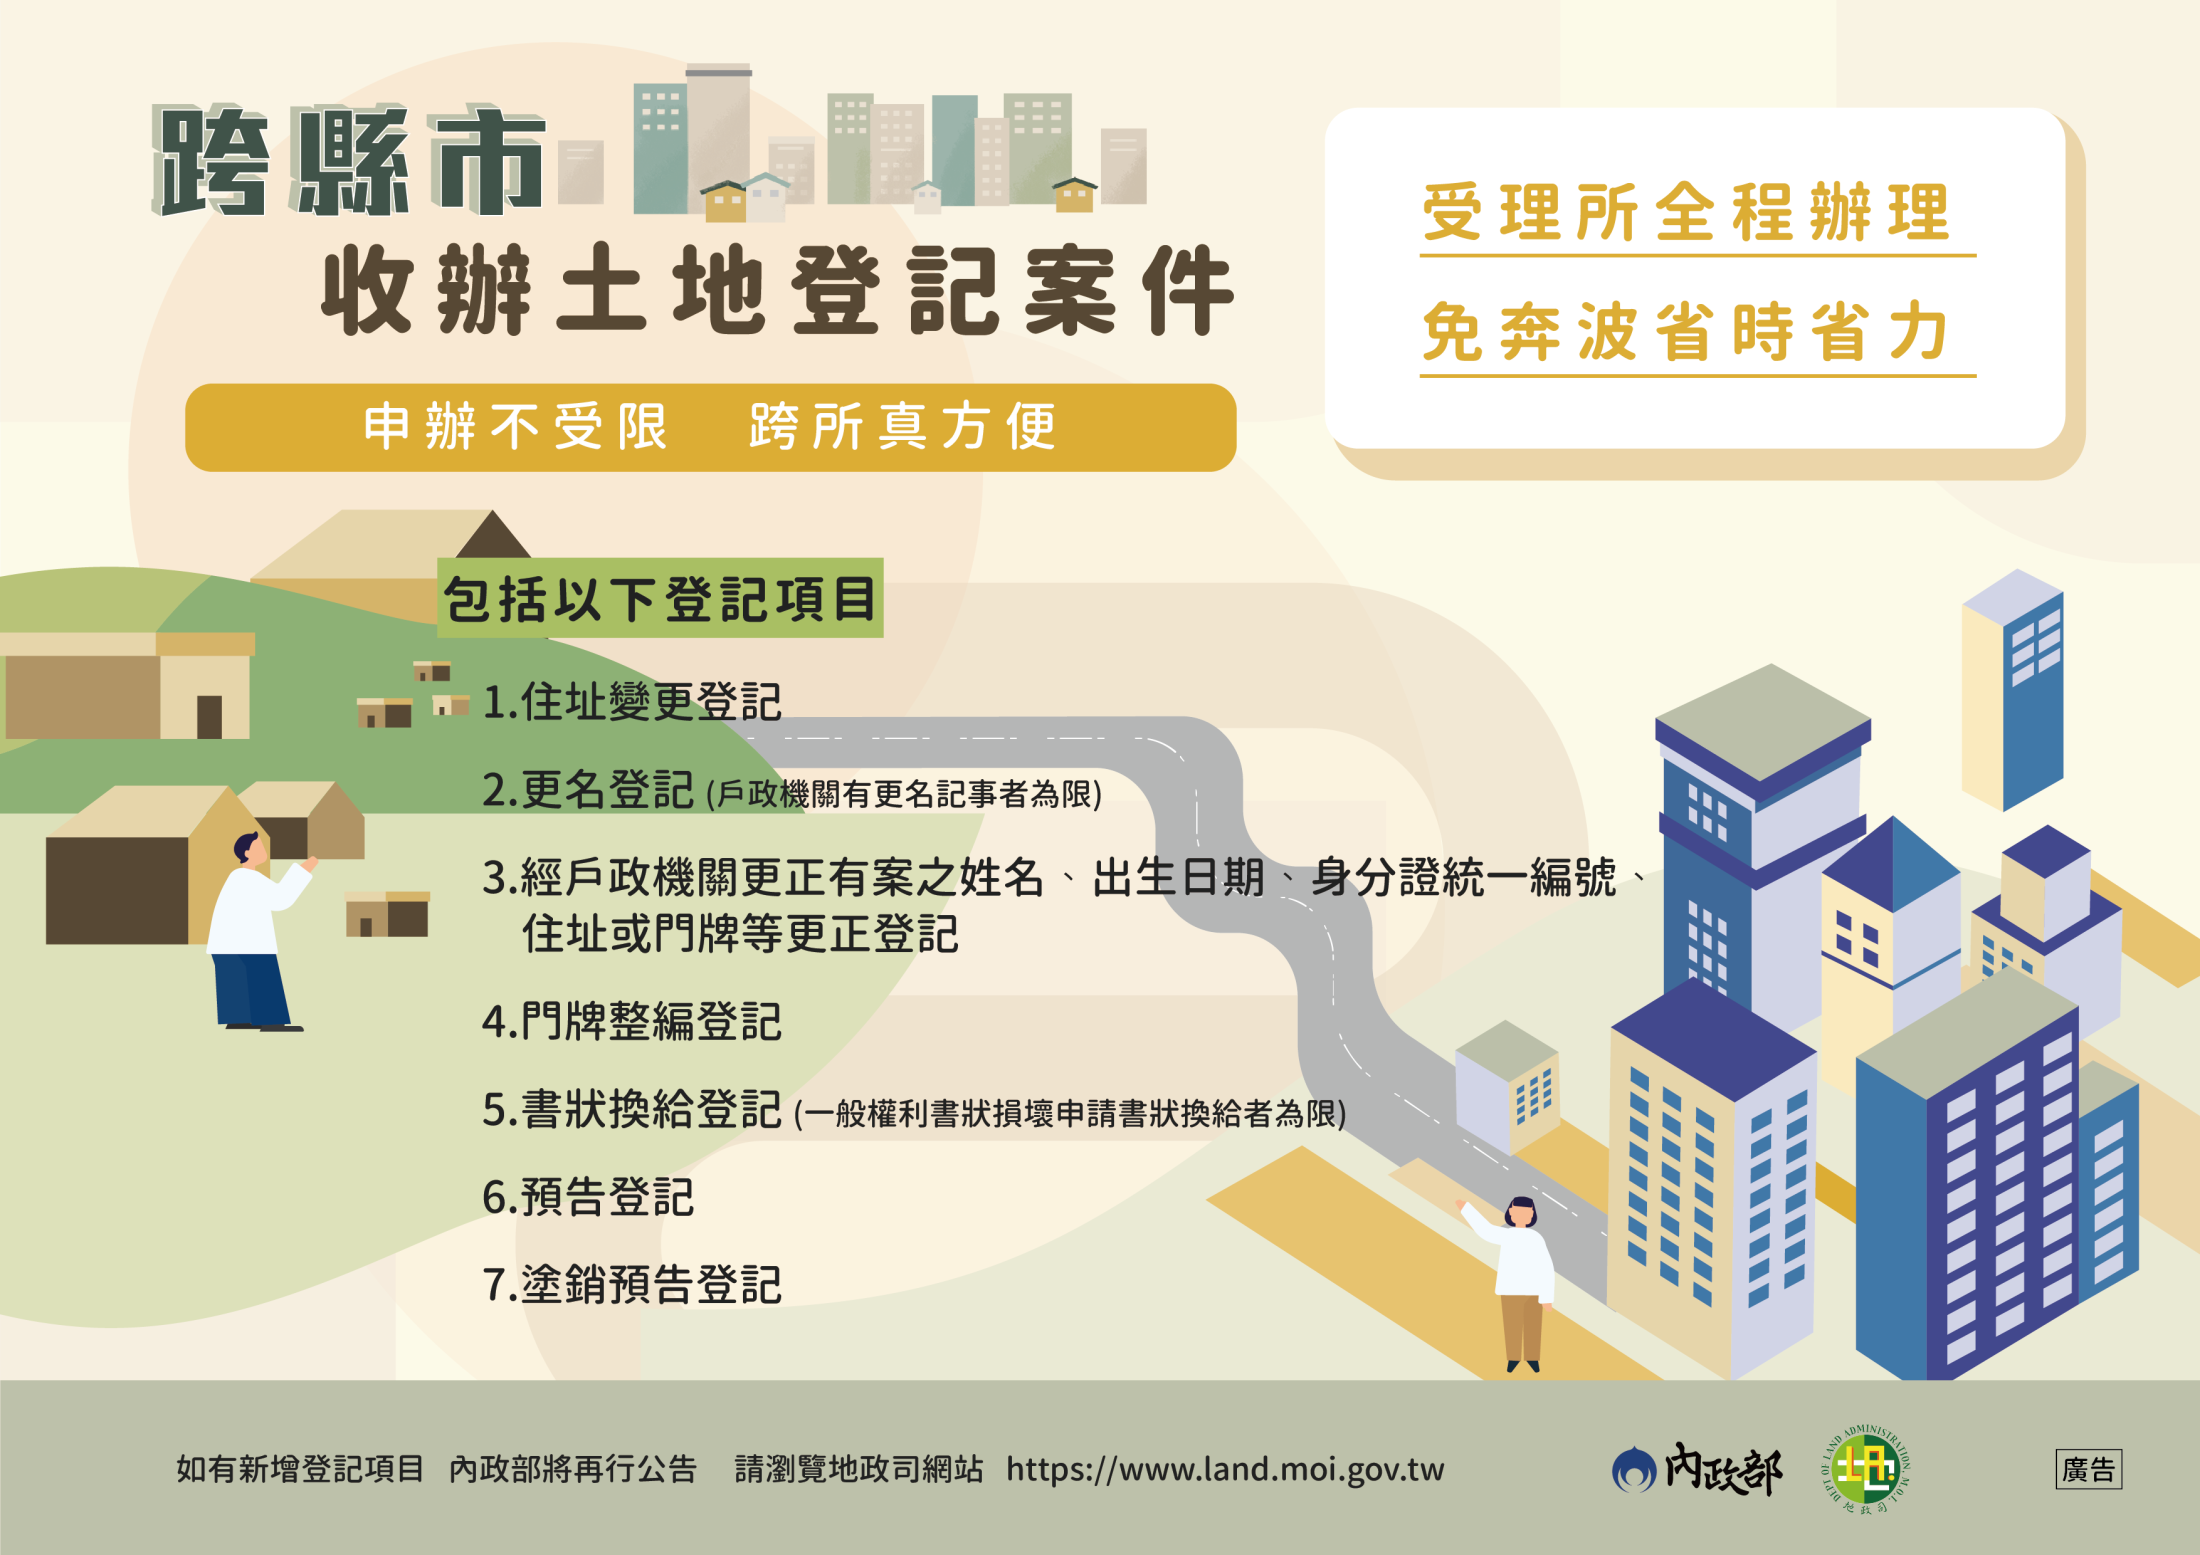 跨縣市
收辦土地登記案件
申辦不受限 跨所真方便
受理所全程辦理
免奔波省時省力
包括以下登記項目
1.住址變更登記
2.更名登記 (戶政機關有更名記事者為限)
3.經戶政機關更正有案之姓名、出生日期、身分證統一編號、
住址或門牌等更正登記
4.門牌整編登記
5.書狀換給登記 (一般權利書狀損壞申請書狀換給者為限)
6.預告登記
7.塗銷預告登記
如有新增登記項目 內政部將再行公告 請瀏覽地政司網站 https://www.land.moi.gov.tw
內政部
DEPT OF LAND ADMINISTRATION, M.O.I.
LA
地政司
廣告